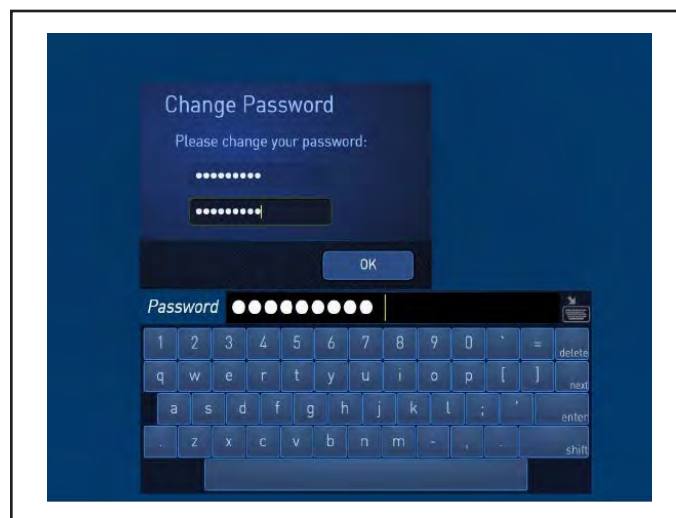 Change Password
Please change your password:
•••••••••
•••••••••
OK
Password ●●●●●●●●●
1 2 3 4 5 6 7 8 9 0 ` = delete
q w e r t y u i o p [ ] next
a s d f g h j k l ; ' enter
. z x c v b n m - , . shift